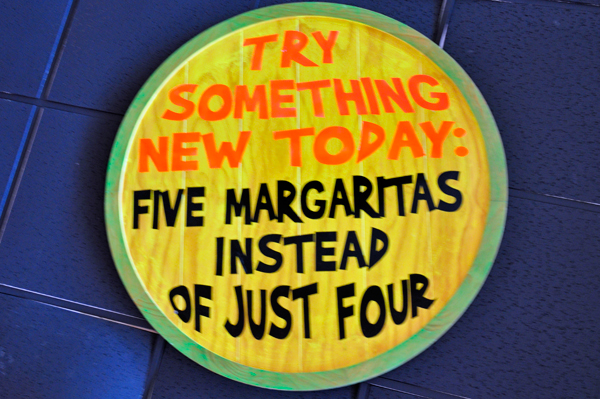 TRY
SOMETHING
NEW TODAY:
FIVE MARGARITAS
INSTEAD
OF JUST FOUR